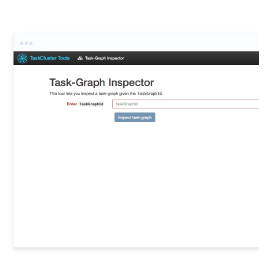 TaskCluster Tools Task-Graph Inspector
Task-Graph Inspector
This tool lets you inspect a task-graph given the taskGraphId.
Enter TaskGraphId taskGraphId
Inspect task-graph